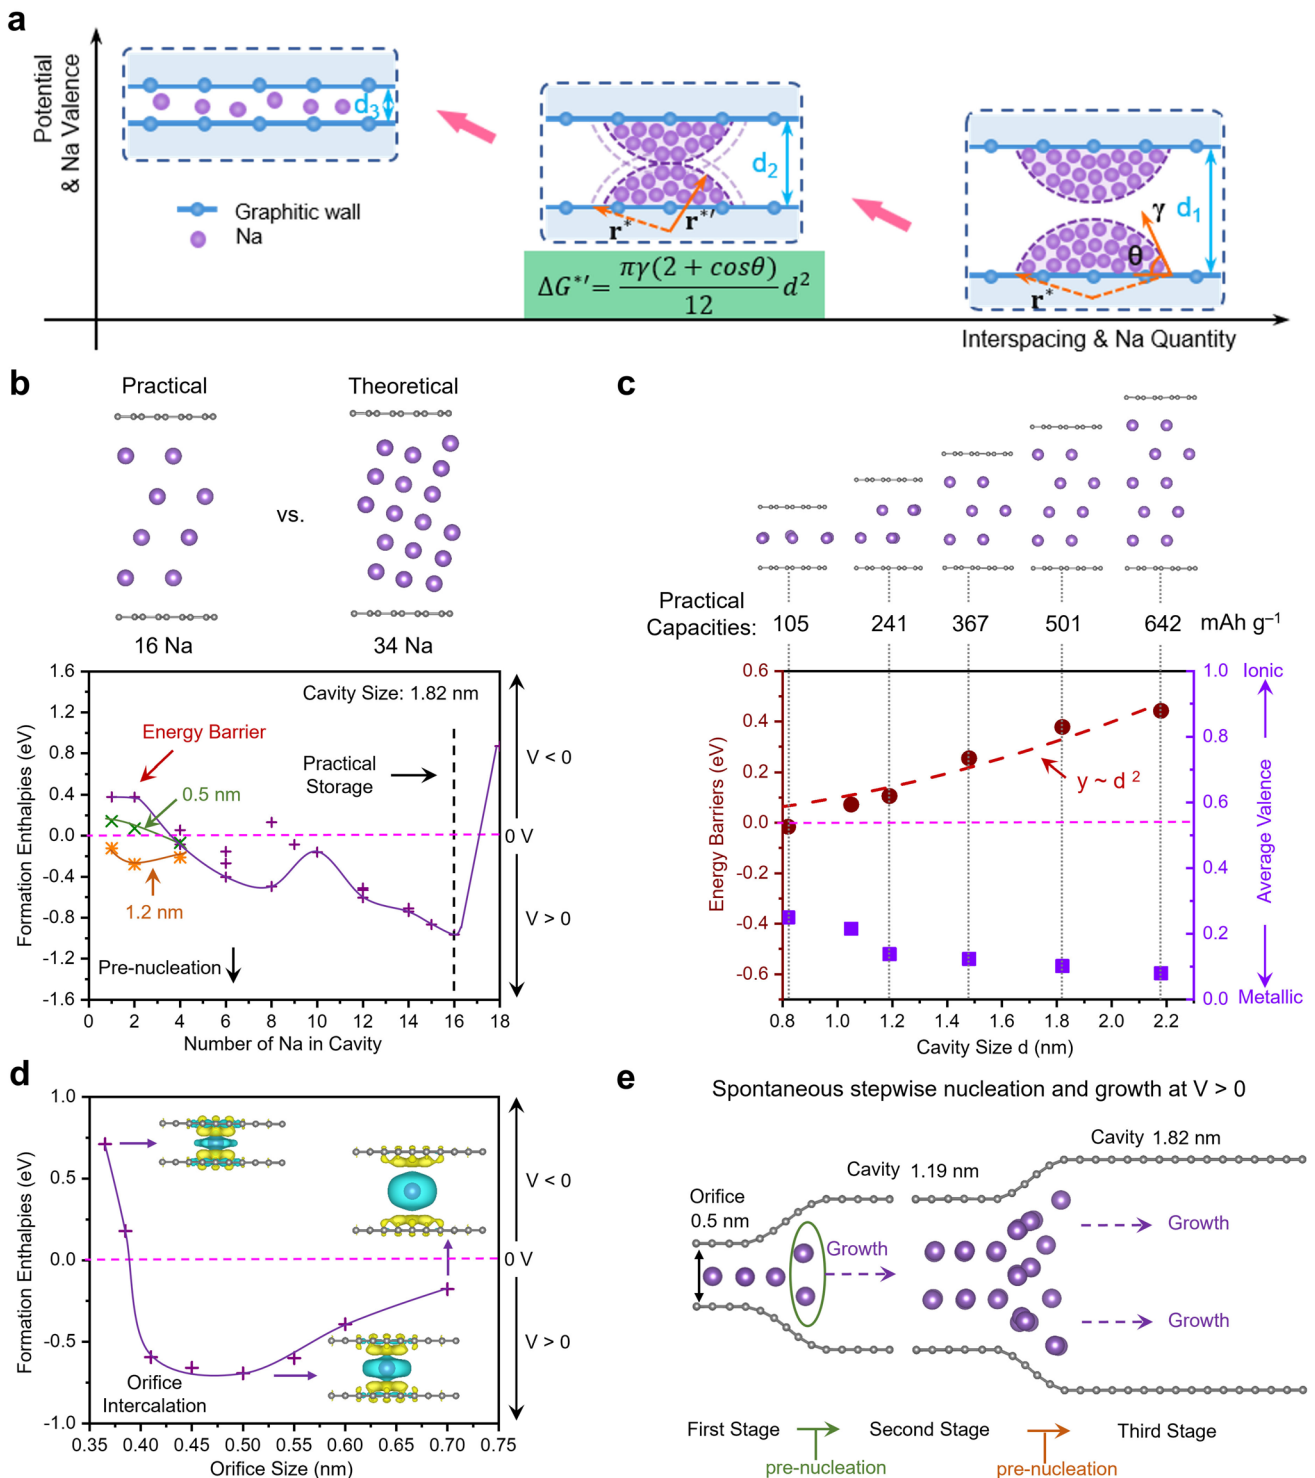 a
Potential
& Na Valence
d₃
Graphitic wall
Na
d₂
r*
r*′
ΔG*′ = πγ(2 + cosθ)/12 d²
γ
d₁
θ
r*
Interspacing & Na Quantity
b
Practical
Theoretical
vs.
16 Na
34 Na
Formation Enthalpies (eV)
1.6
1.2
0.8
0.4
0.0
-0.4
-0.8
-1.2
-1.6
Cavity Size: 1.82 nm
Energy Barrier
Practical
Storage
0.5 nm
1.2 nm
Pre-nucleation
V < 0
0 V
V > 0
0 2 4 6 8 10 12 14 16 18
Number of Na in Cavity
c
Practical
Capacities: 105 241 367 501 642 mAh g⁻¹
Energy Barriers (eV)
0.6
0.4
0.2
0.0
-0.2
-0.4
-0.6
y ~ d ²
1.0
0.8
0.6
0.4
0.2
0.0
Ionic
Average Valence
Metallic
0.8 1.0 1.2 1.4 1.6 1.8 2.0 2.2
Cavity Size d (nm)
d
Formation Enthalpies (eV)
1.0
0.5
0.0
-0.5
-1.0
V < 0
0 V
V > 0
Orifice
Intercalation
0.35 0.40 0.45 0.50 0.55 0.60 0.65 0.70 0.75
Orifice Size (nm)
e
Spontaneous stepwise nucleation and growth at V > 0
Cavity 1.82 nm
Cavity 1.19 nm
Orifice
0.5 nm
Growth
Growth
Growth
First Stage
Second Stage
Third Stage
pre-nucleation
pre-nucleation